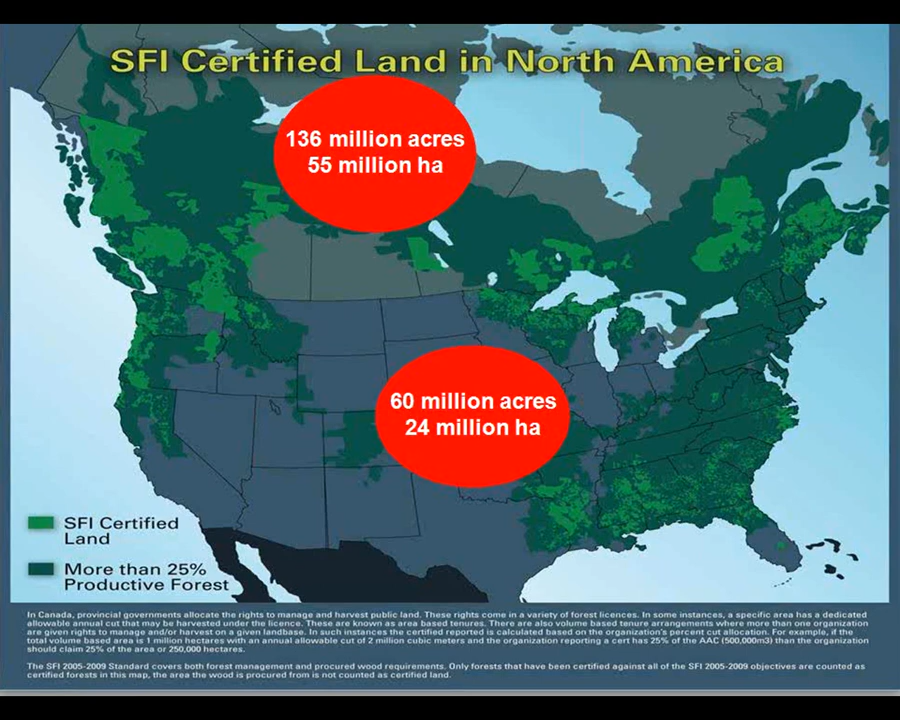 SFI Certified Land in North America
136 million acres
55 million ha
60 million acres
24 million ha
SFI Certified
Land
More than 25%
Productive Forest
In Canada, provincial governments allocate the rights to manage and harvest public land. These rights come in a variety of forest licences. In some instances, a specific area has a dedicated
allowable annual cut that may be harvested under the licence. These are known as area based tenures. There are also volume based tenure arrangements where more than one organization
are given rights to manage and/or harvest on a given landbase. In such instances the certified reported is calculated based on the organization's percent cut allocation. For example, if the
total volume based area is 1 million hectares with an annual allowable cut of 2 million cubic meters and the organization reporting a cert has 25% of the AAC (500,000m3) than the organization
should claim 25% of the area or 250,000 hectares.
The SFI 2005-2009 Standard covers both forest management and procured wood requirements. Only forests that have been certified against all of the SFI 2005-2009 objectives are counted as
certified forests in this map, the area the wood is procured from is not counted as certified land.